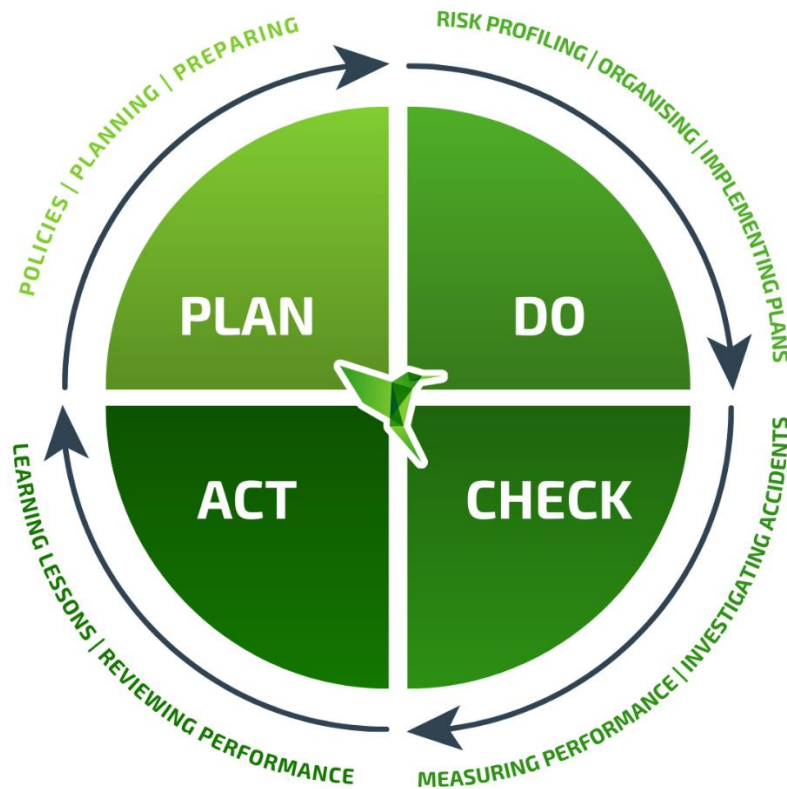 POLICIES | PLANNING | PREPARING
RISK PROFILING | ORGANISING | IMPLEMENTING PLANS
PLAN
DO
ACT
CHECK
LEARNING LESSONS | REVIEWING PERFORMANCE
MEASURING PERFORMANCE | INVESTIGATING ACCIDENTS